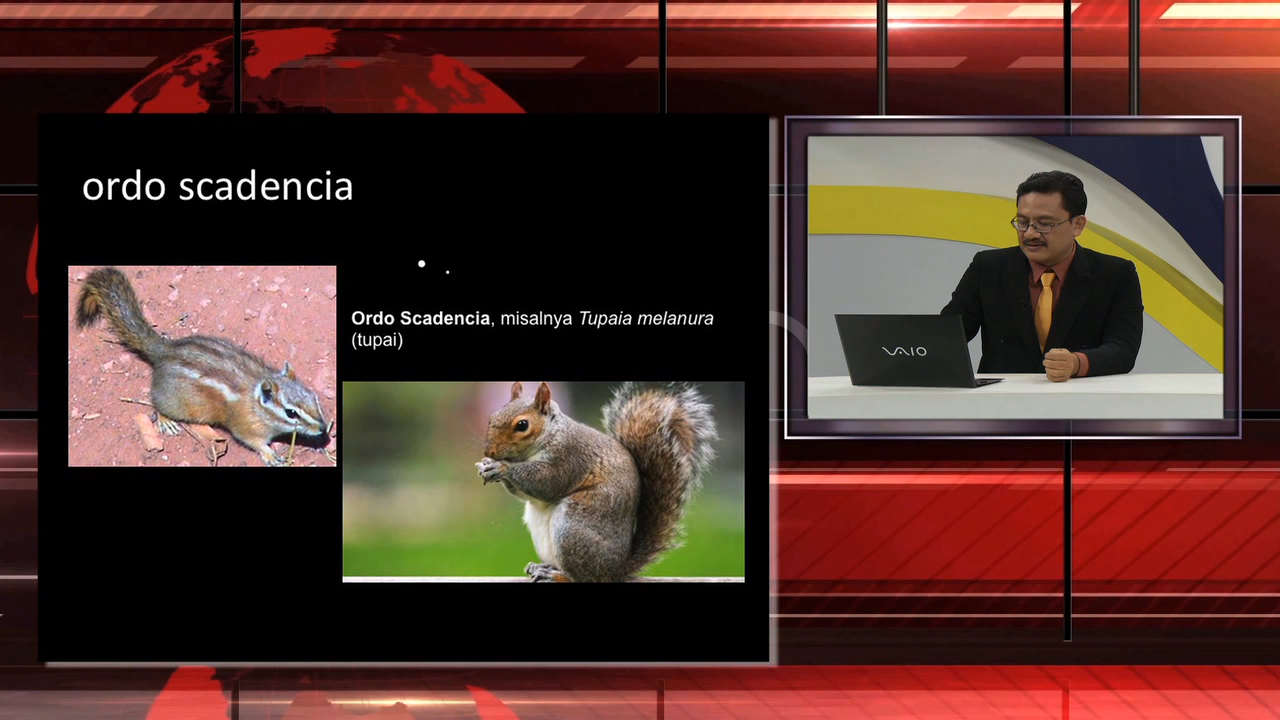 ordo scadencia
Ordo Scadencia, misalnya Tupaia melanura
(tupai)
VAIO